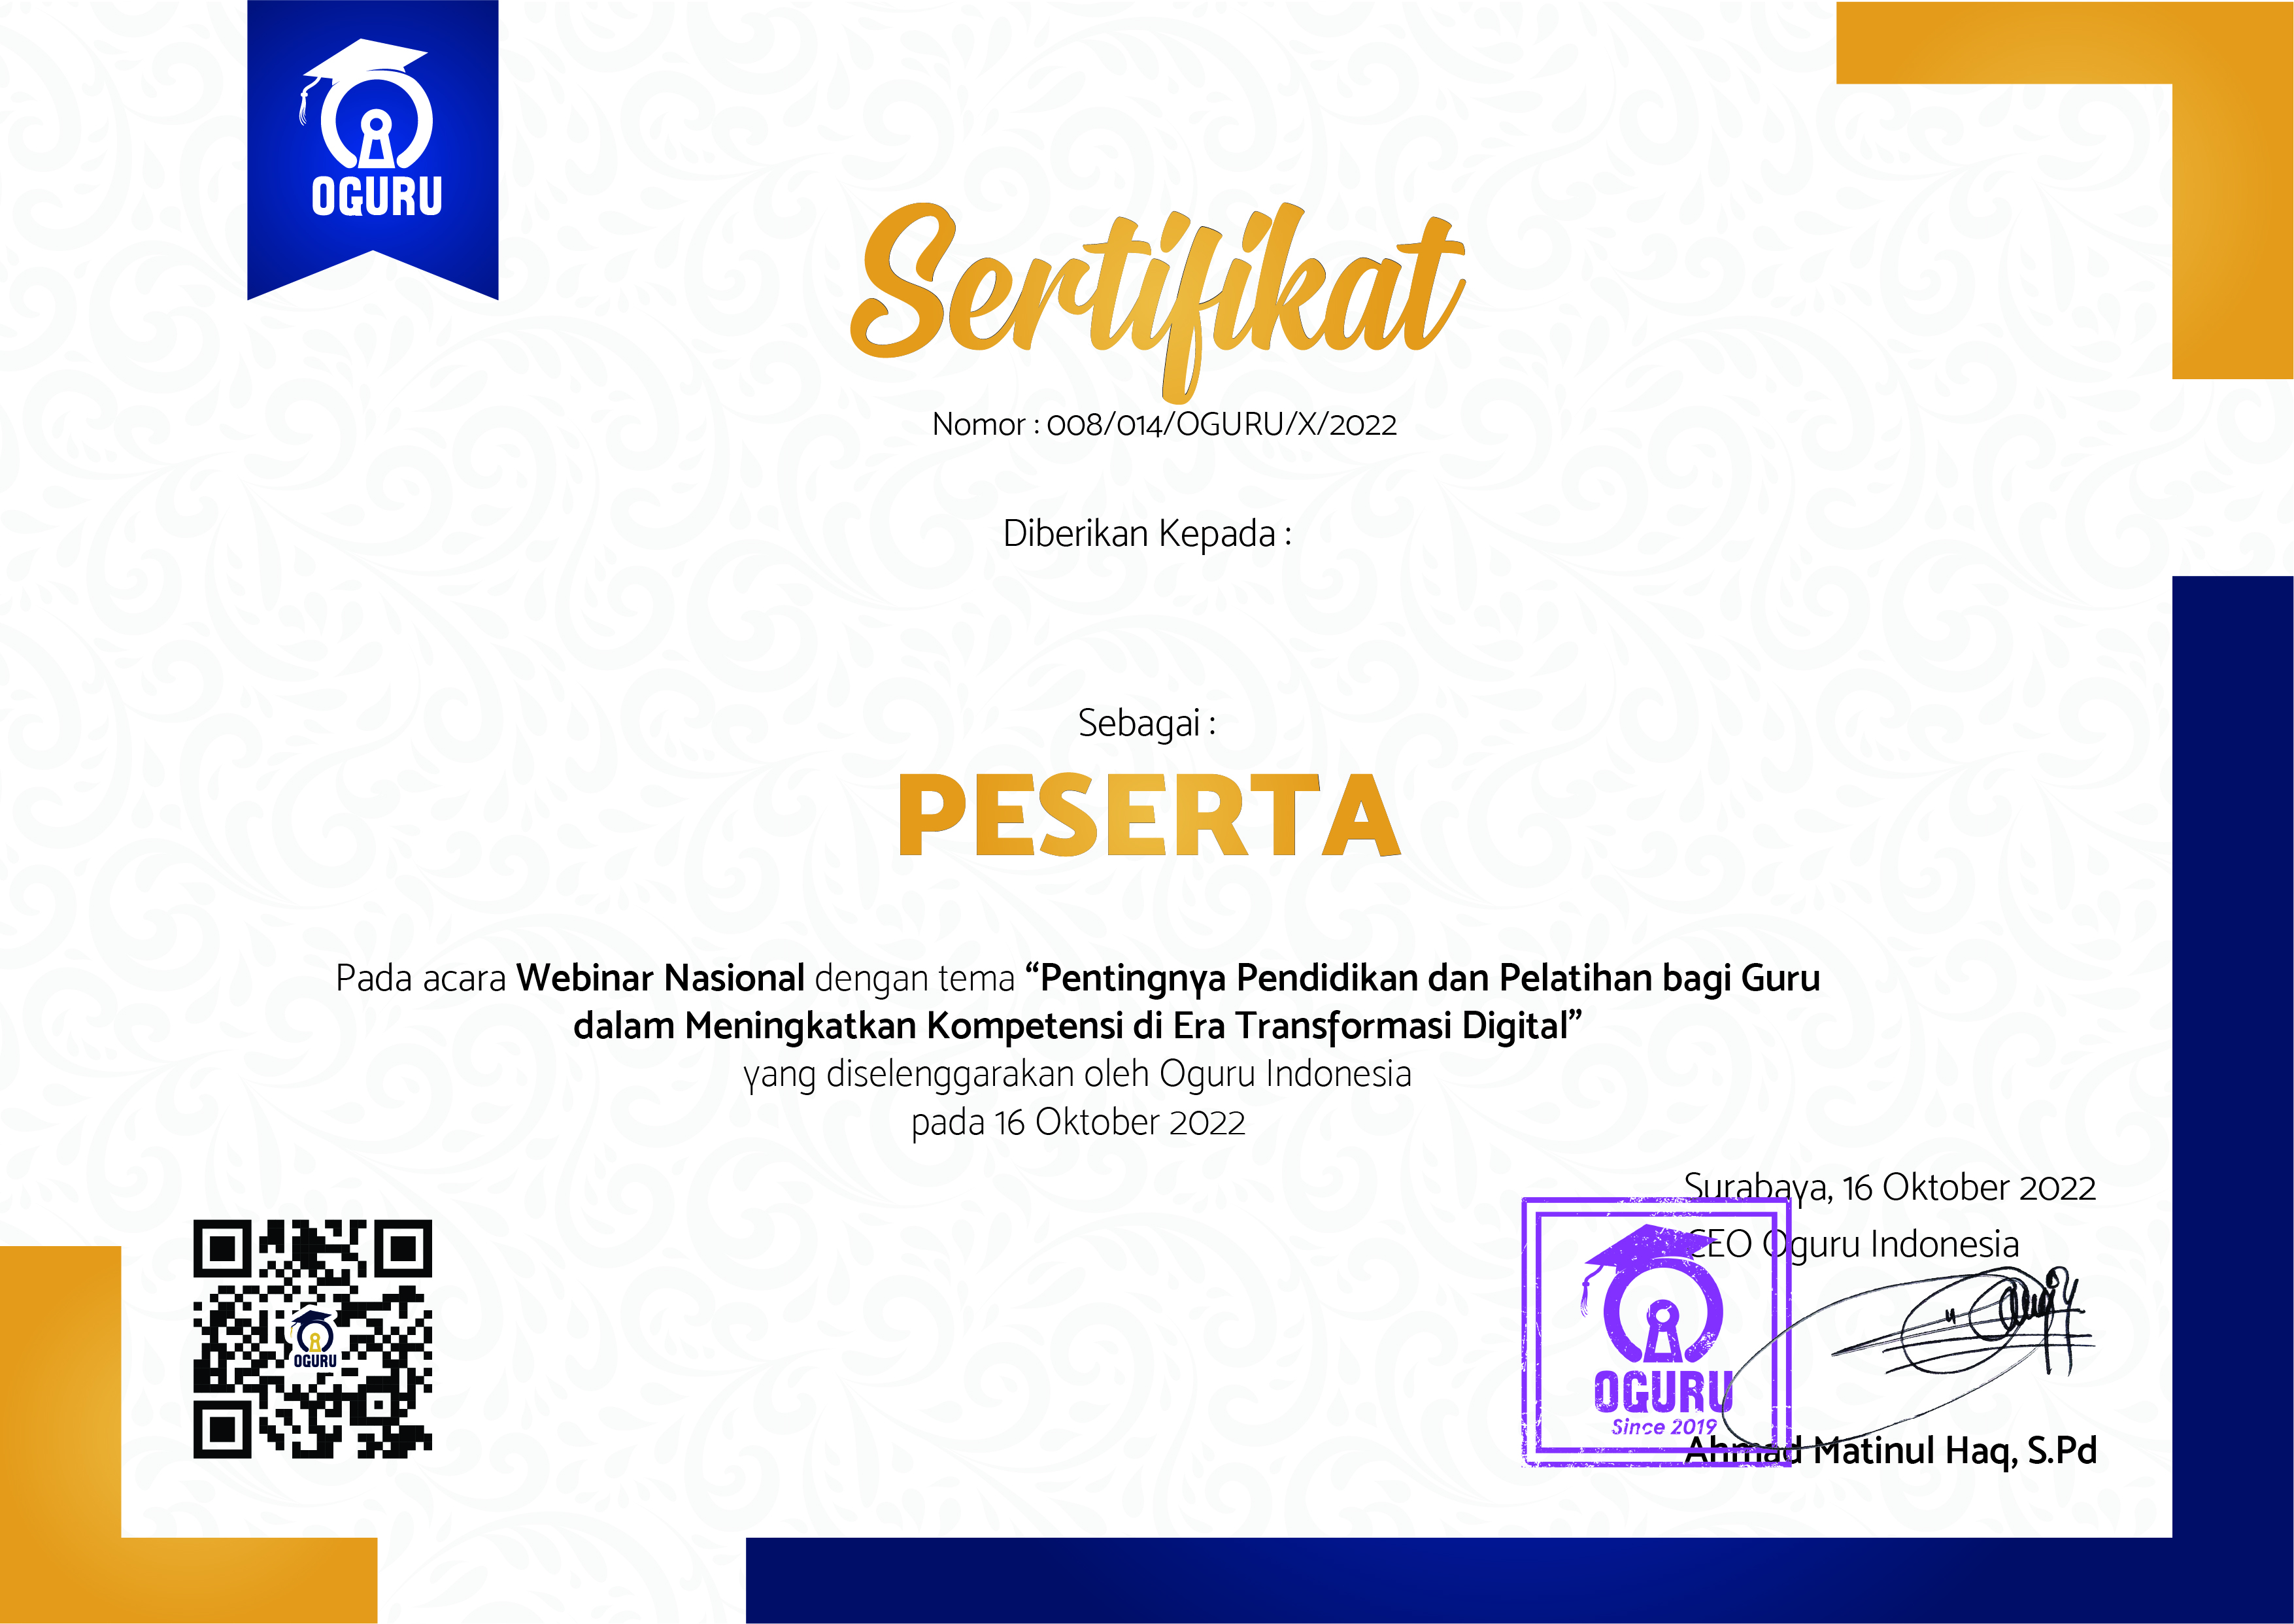 OGURU
Sertifikat
Nomor : 008/014/OGURU/X/2022
Diberikan Kepada :
Sebagai :
PESERTA
Pada acara Webinar Nasional dengan tema “Pentingnya Pendidikan dan Pelatihan bagi Guru
dalam Meningkatkan Kompetensi di Era Transformasi Digital”
yang diselenggarakan oleh Oguru Indonesia
pada 16 Oktober 2022
Surabaya, 16 Oktober 2022
CEO Oguru Indonesia
OGURU
OGURU
Since 2019
Ahmad Matinul Haq, S.Pd